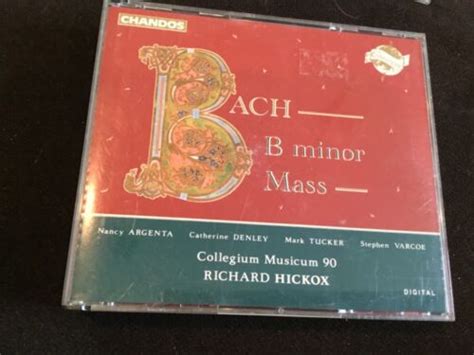 CHANDOS
BACH
B minor
Mass
Nancy ARGENTA Catherine DENLEY Mark TUCKER Stephen VARCOE
Collegium Musicum 90
RICHARD HICKOX
DIGITAL